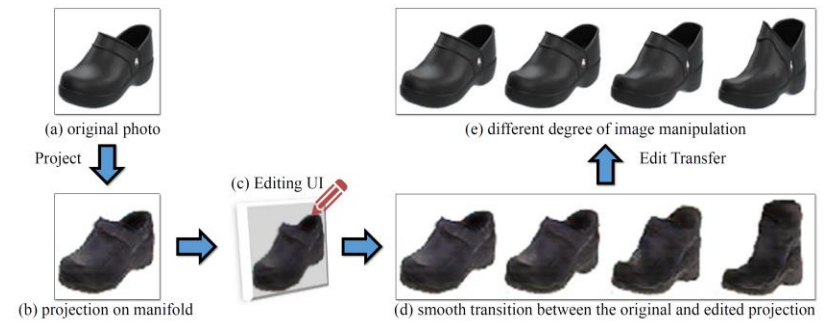 (a) original photo
(e) different degree of image manipulation
Project
Edit Transfer
(c) Editing UI
(b) projection on manifold
(d) smooth transition between the original and edited projection